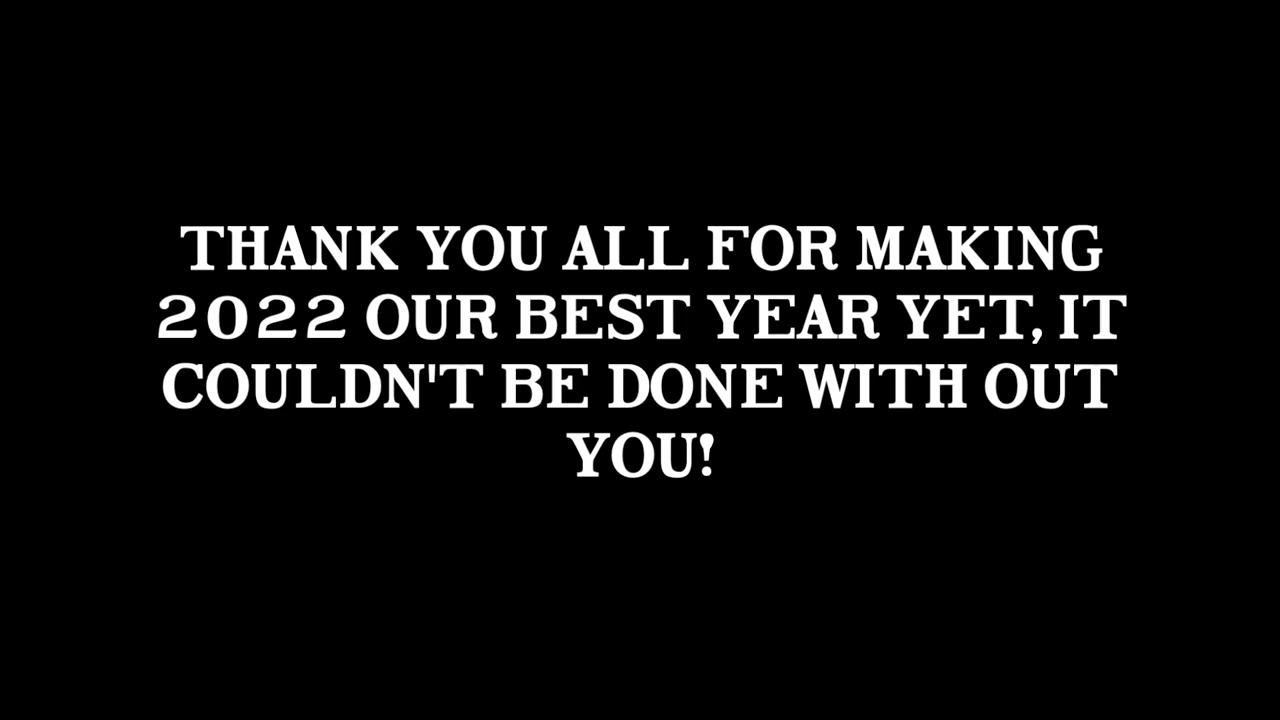 THANK YOU ALL FOR MAKING
2022 OUR BEST YEAR YET, IT
COULDN'T BE DONE WITH OUT
YOU!